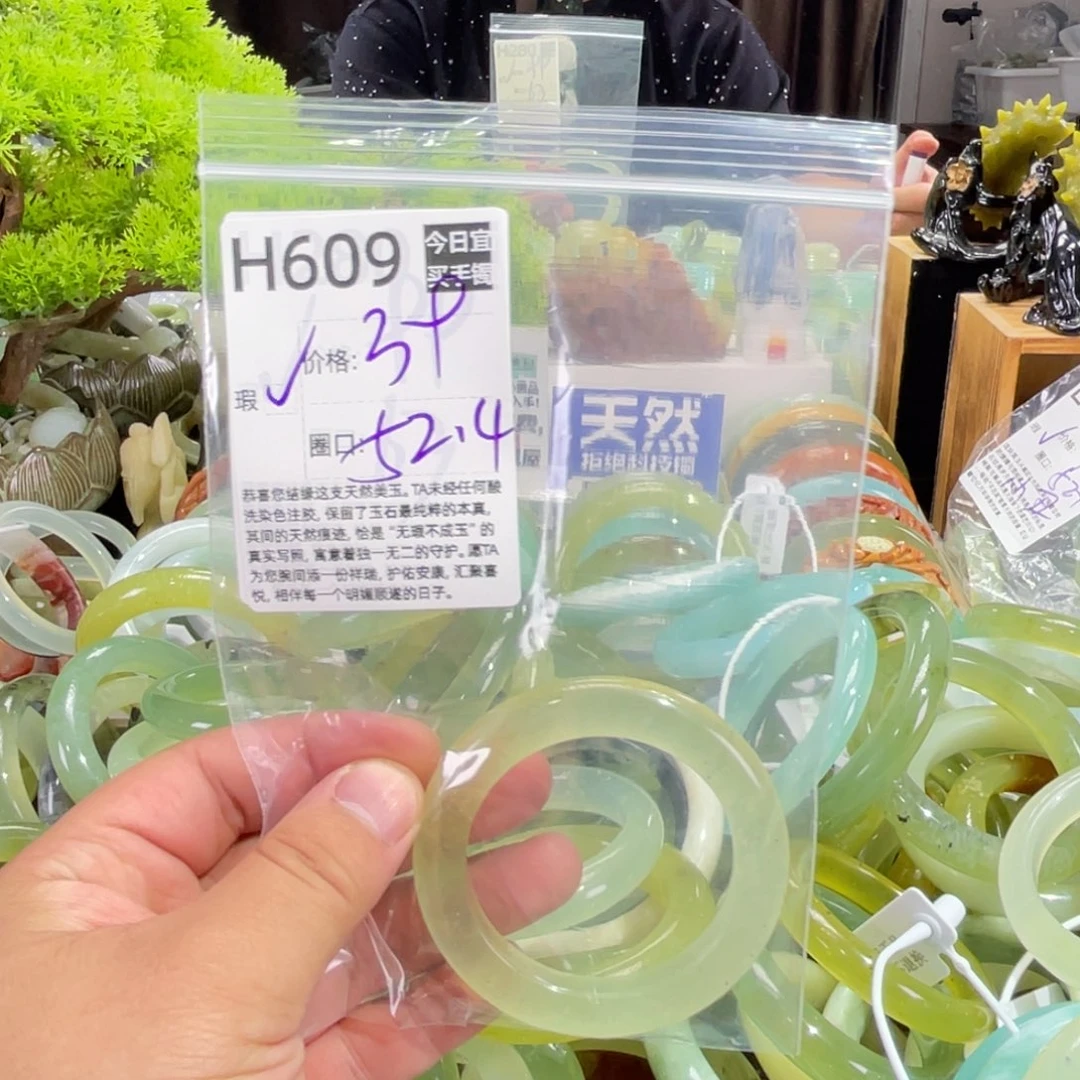 H609
今日宜
买手镯
价格:
瑕 ✓
圈口: 52.4
恭喜您结缘这支天然美玉。TA未经任何酸
洗染色注胶, 保留了玉石最纯粹的本真。
其间的天然痕迹, 恰是“无瑕不成玉”的
真实写照, 寓意着独一无二的守护。愿TA
为您腕间添一份祥瑞, 护佑安康, 汇聚喜
悦, 相伴每一个明媚顺遂的日子。
天然
拒绝科技圈
H280